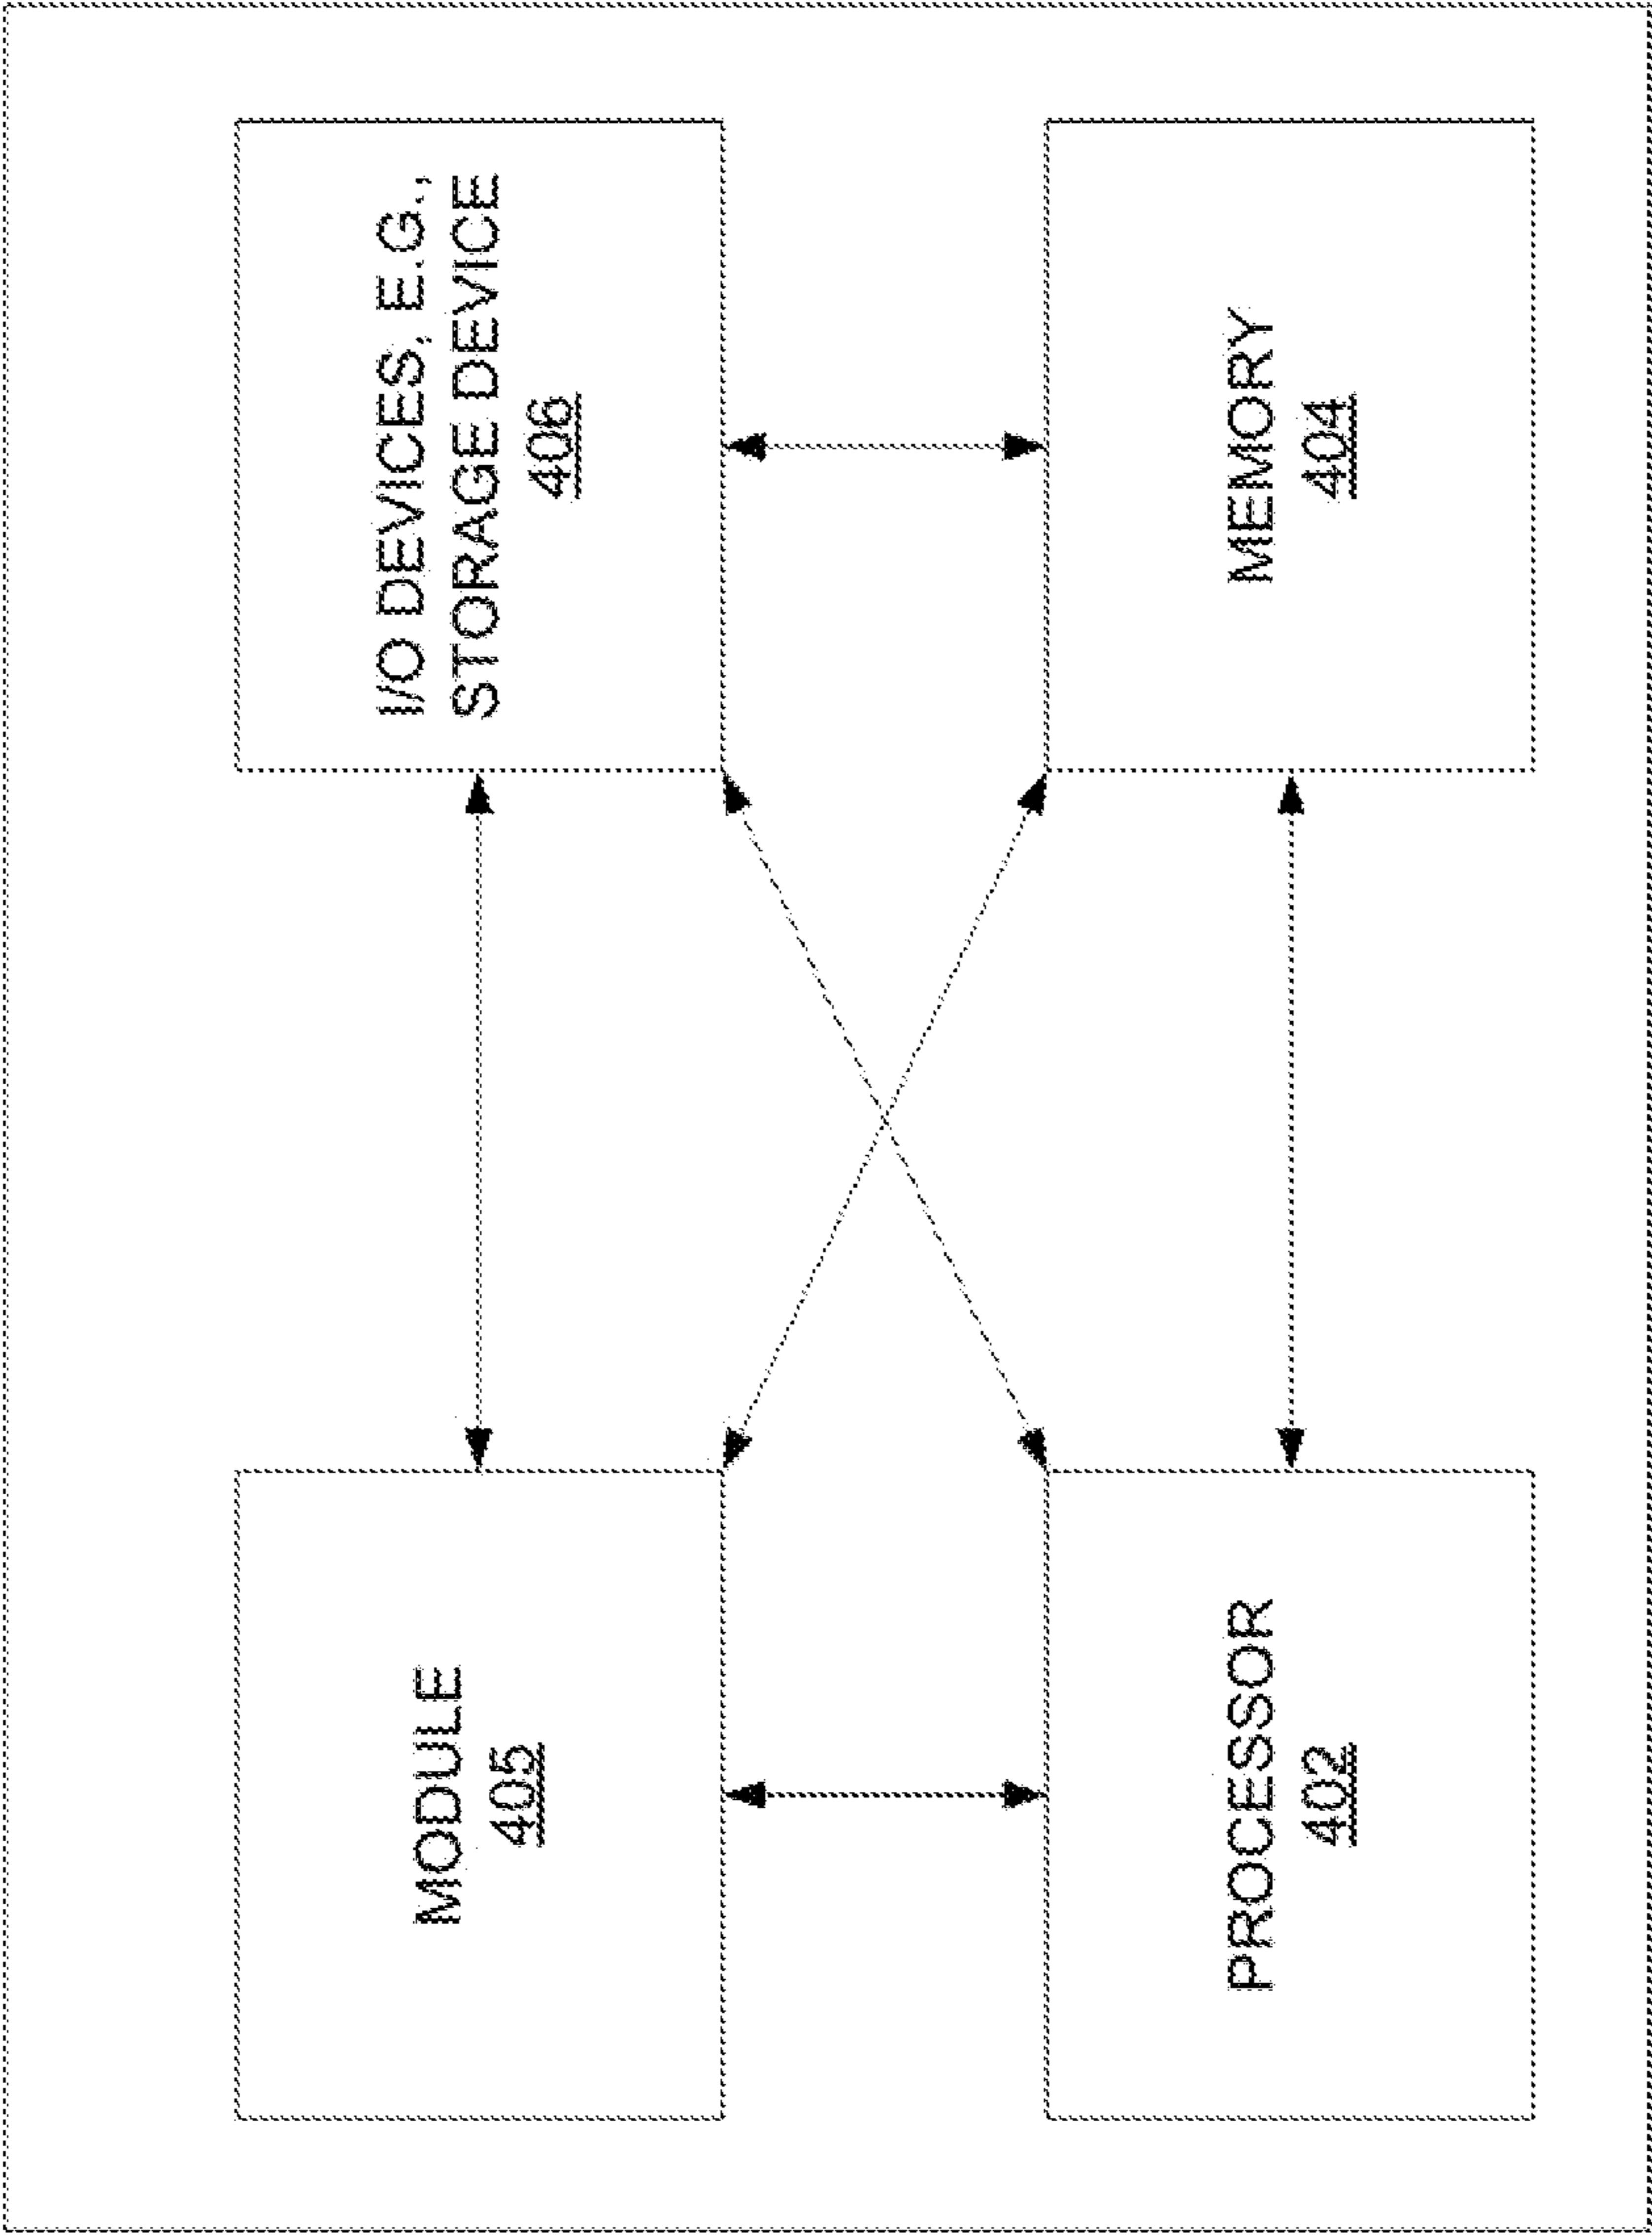 MODULE
405
I/O DEVICES, E.G.,
STORAGE DEVICE
406
PROCESSOR
402
MEMORY
404